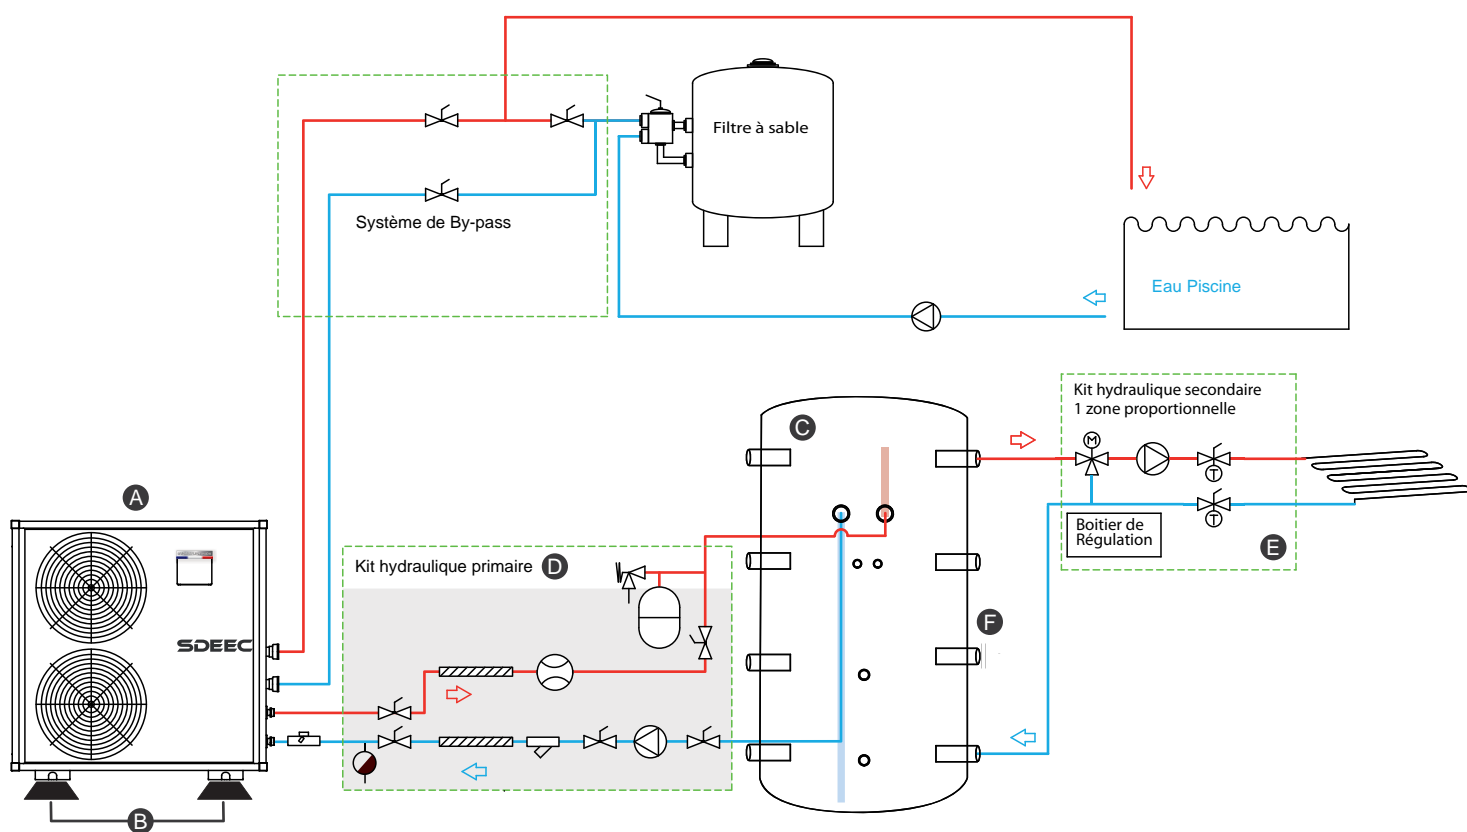 Filtre à sable
Système de By-pass
Eau Piscine
Kit hydraulique secondaire
1 zone proportionnelle
C
M
A
T
T
Boitier de
Régulation
E
Kit hydraulique primaire D
F
SDEEC
B